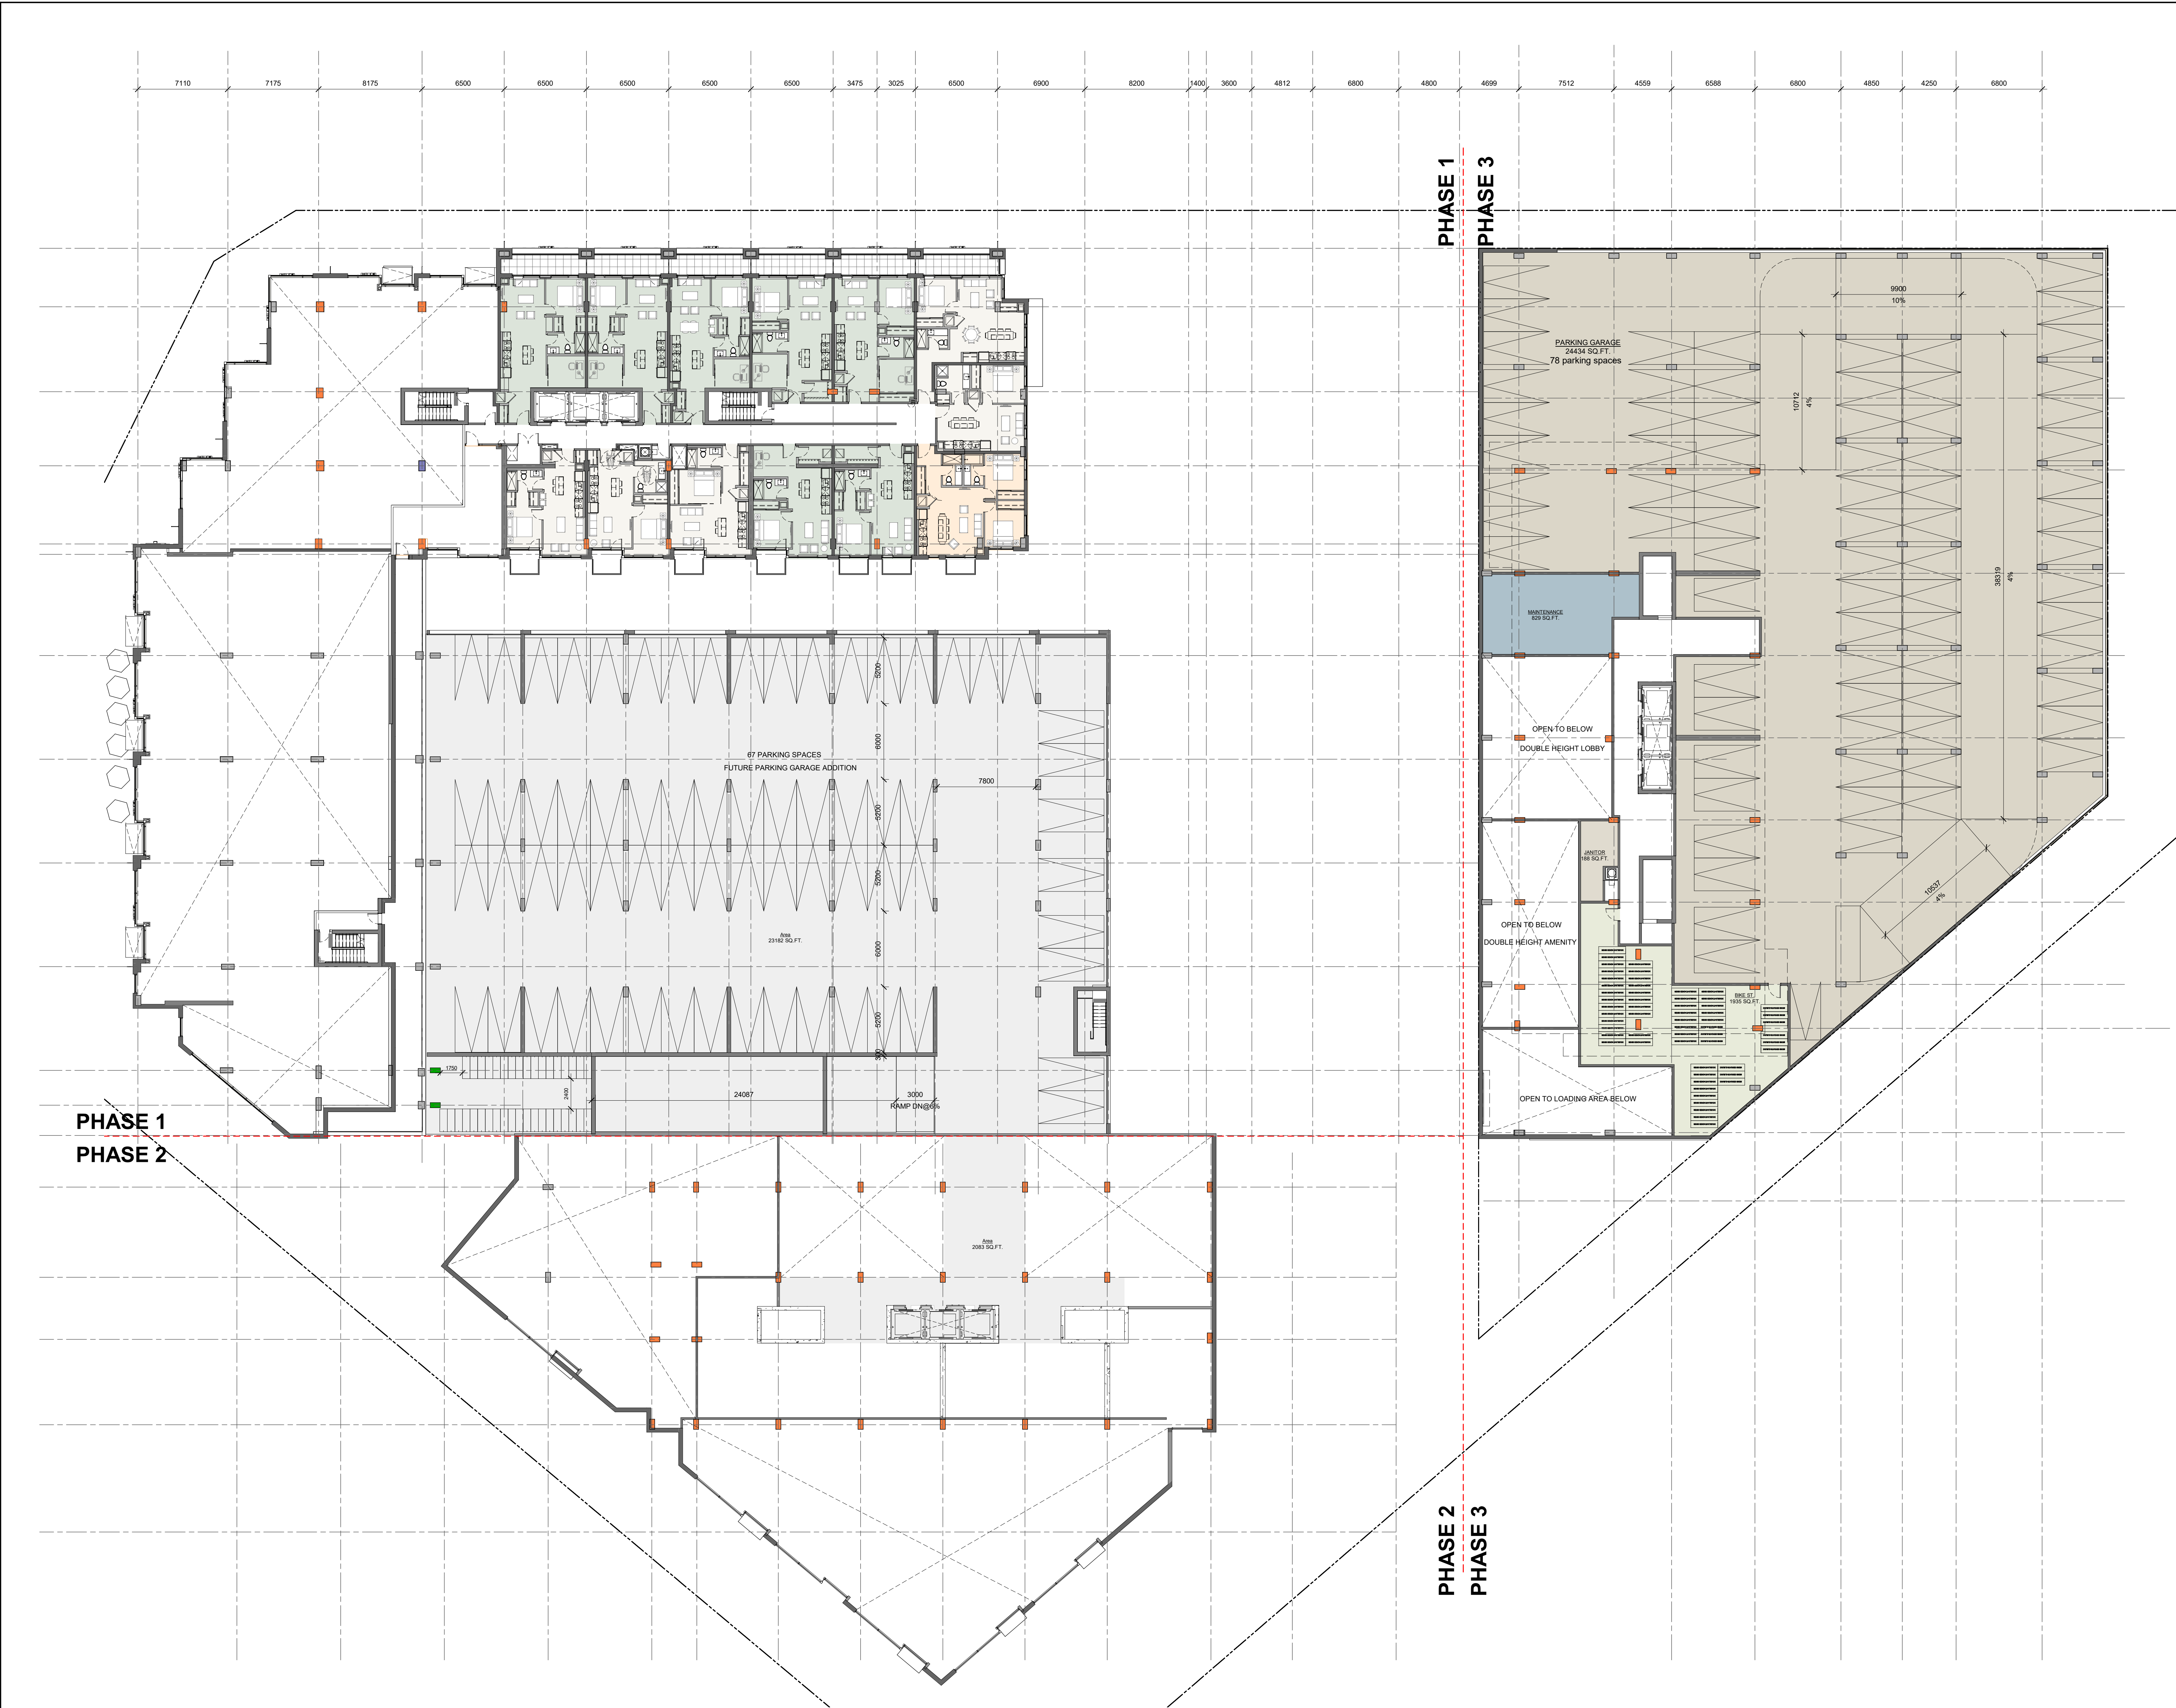 7110 7175 8175 6500 6500 6500 6500 6500 3475 3025 6500 6900 8200 1400 3600 4812 6800 4800 4699 7512 4559 6588 6800 4850 4250 6800
PHASE 1
PHASE 3
9900
10%
PARKING GARAGE
24434 SQ.FT.
78 parking spaces
10712
4%
38319
4%
MAINTENANCE
829 SQ.FT.
5200
6000
OPEN TO BELOW
DOUBLE HEIGHT LOBBY
67 PARKING SPACES
FUTURE PARKING GARAGE ADDITION
7800
5200
5200
JANITOR
188 SQ.FT.
10537
4%
OPEN TO BELOW
DOUBLE HEIGHT AMENITY
Area
23182 SQ.FT.
6000
BIKE ST.
1935 SQ.FT.
5200
300
1750
2400
24087
3000
RAMP DN@6%
OPEN TO LOADING AREA BELOW
PHASE 1
PHASE 2
Area
2083 SQ.FT.
PHASE 2
PHASE 3